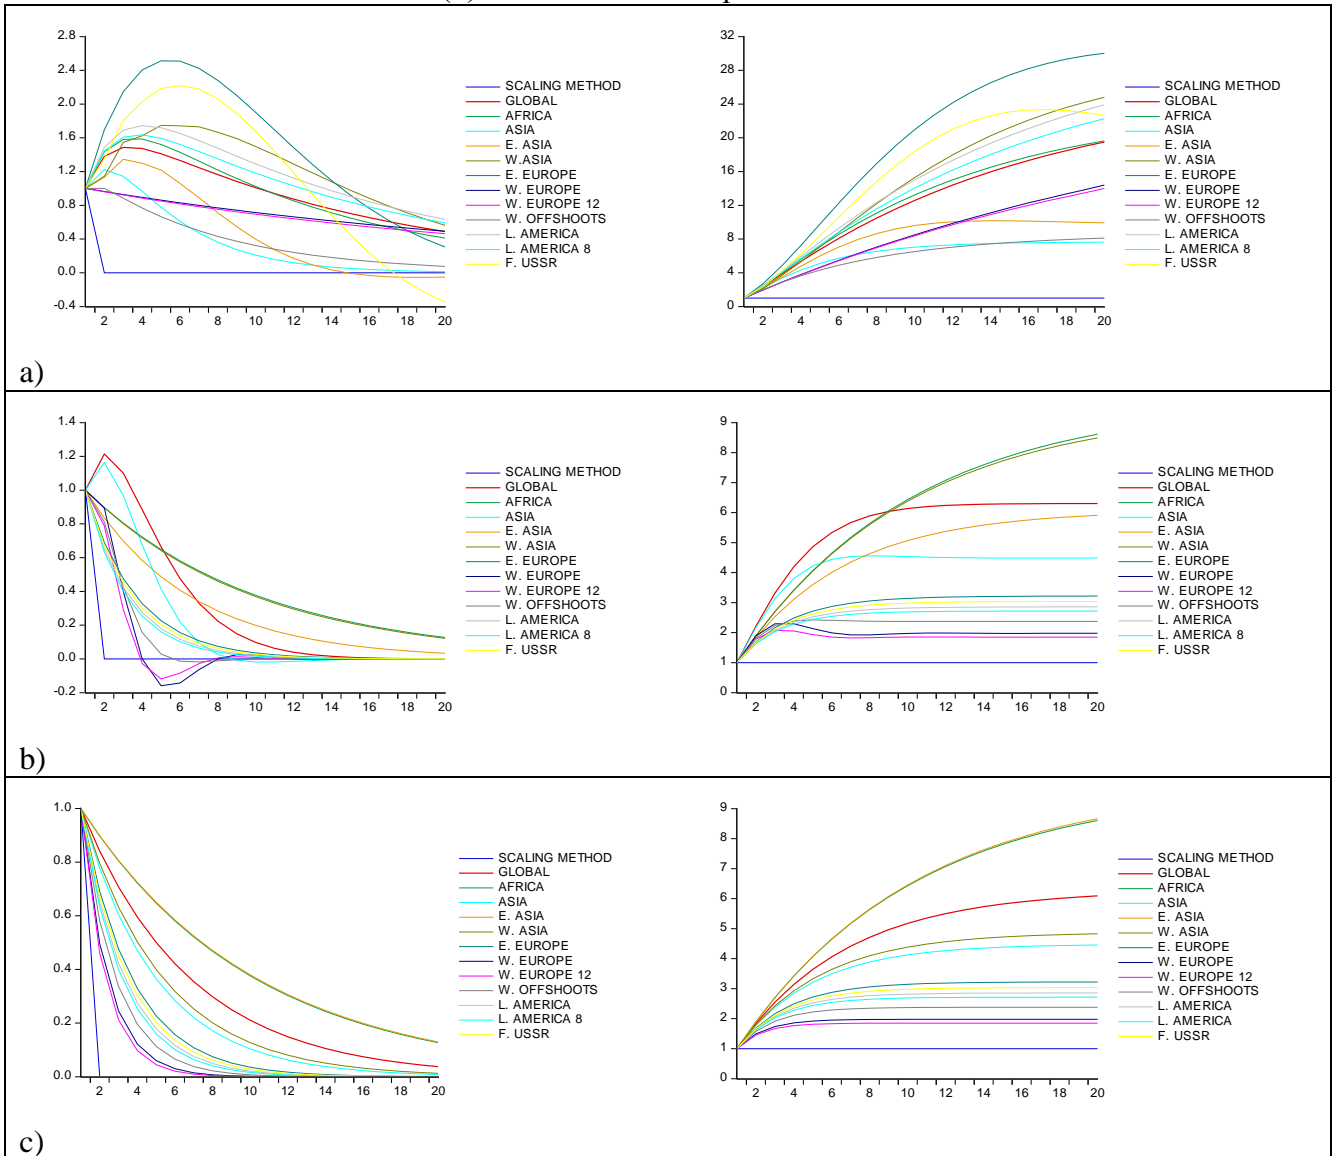 2.8
2.4
2.0
1.6
1.2
0.8
0.4
0.0
-0.4
2 4 6 8 10 12 14 16 18 20
SCALING METHOD
GLOBAL
AFRICA
ASIA
E. ASIA
W.ASIA
E. EUROPE
W. EUROPE
W. EUROPE 12
W. OFFSHOOTS
L. AMERICA
L. AMERICA 8
F. USSR
32
28
24
20
16
12
8
4
0
2 4 6 8 10 12 14 16 18 20
SCALING METHOD
GLOBAL
AFRICA
ASIA
E. ASIA
W. ASIA
E. EUROPE
W. EUROPE
W. EUROPE 12
W. OFFSHOOTS
L. AMERICA
L. AMERICA 8
F. USSR
a)
1.4
1.2
1.0
0.8
0.6
0.4
0.2
0.0
-0.2
2 4 6 8 10 12 14 16 18 20
SCALING METHOD
GLOBAL
AFRICA
ASIA
E. ASIA
W. ASIA
E. EUROPE
W. EUROPE
W. EUROPE 12
W. OFFSHOOTS
L. AMERICA
L. AMERICA 8
F. USSR
9
8
7
6
5
4
3
2
1
0
2 4 6 8 10 12 14 16 18 20
SCALING METHOD
GLOBAL
AFRICA
ASIA
E. ASIA
W. ASIA
E. EUROPE
W. EUROPE
W. EUROPE 12
W. OFFSHOOTS
L. AMERICA
L. AMERICA 8
F. USSR
b)
1.0
0.8
0.6
0.4
0.2
0.0
2 4 6 8 10 12 14 16 18 20
SCALING METHOD
GLOBAL
AFRICA
ASIA
E. ASIA
W. ASIA
E. EUROPE
W. EUROPE
W. EUROPE 12
W. OFFSHOOTS
L. AMERICA
L. AMERICA 8
F. USSR
9
8
7
6
5
4
3
2
1
0
2 4 6 8 10 12 14 16 18 20
SCALING METHOD
GLOBAL
AFRICA
ASIA
E. ASIA
W. ASIA
E. EUROPE
W. EUROPE
W. EUROPE 12
W. OFFSHOOTS
L. AMERICA
L. AMERICA
F. USSR
c)